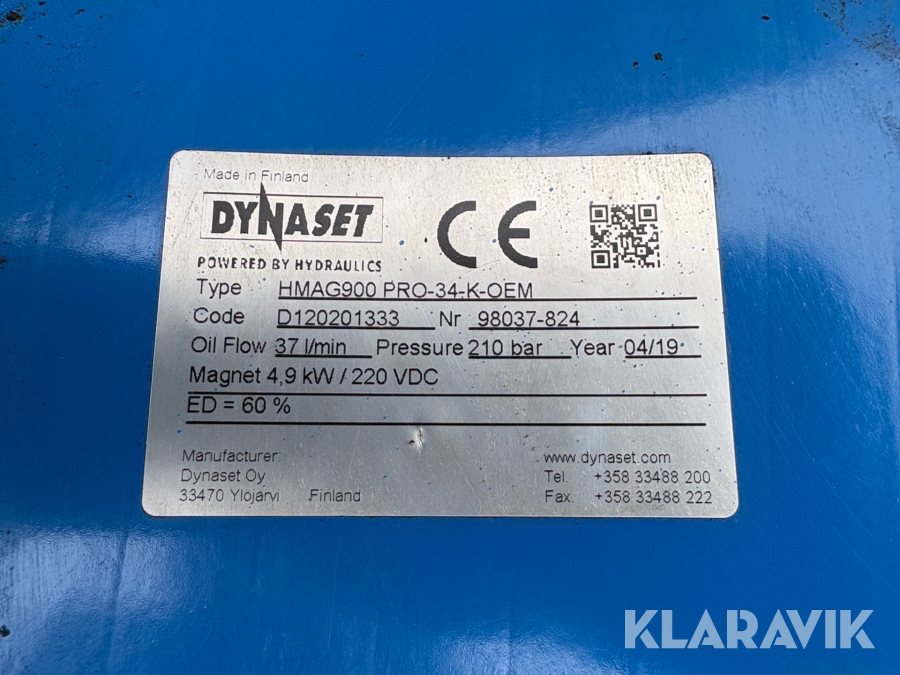 Made in Finland
DYNASET
POWERED BY HYDRAULICS
CE
Type HMAG900 PRO-34-K-OEM
Code D120201333 Nr 98037-824
Oil Flow 37 l/min Pressure 210 bar Year 04/19
Magnet 4,9 kW / 220 VDC
ED = 60 %
Manufacturer:
Dynaset Oy
33470 Ylöjärvi Finland
www.dynaset.com
Tel. +358 33488 200
Fax. +358 33488 222
KLARAVIK